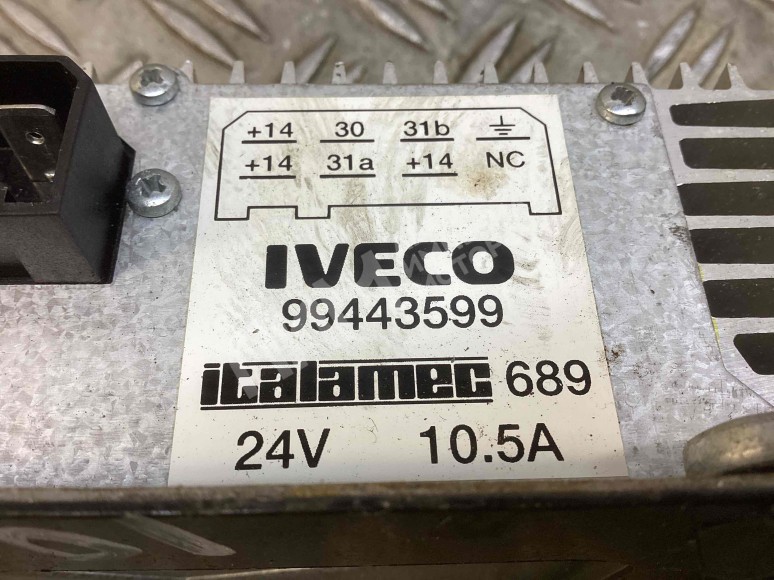 +14 30 31b
+14 31a +14 NC
IVECO
99443599
italamec 689
24V 10.5A